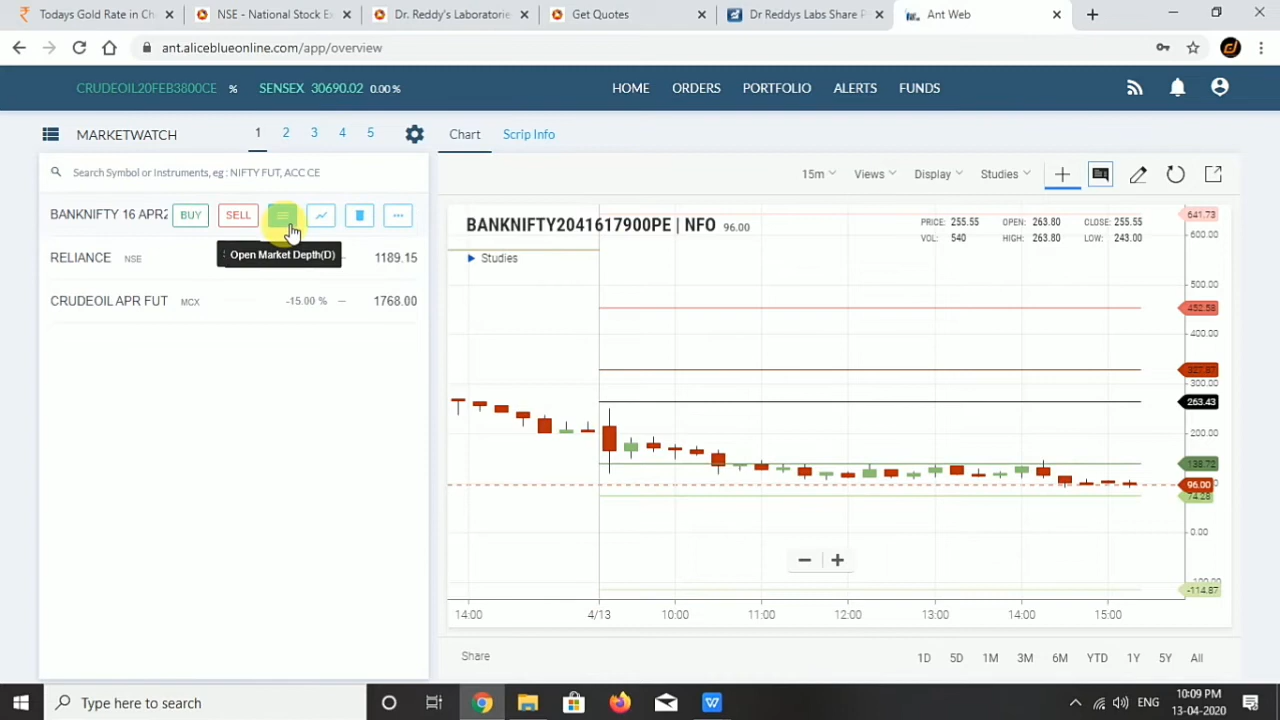 Todays Gold Rate in Ch
NSE - National Stock Ex
Dr. Reddy's Laboratorie
Get Quotes
Dr Reddys Labs Share P
Ant Web
ant.aliceblueonline.com/app/overview
CRUDEOIL20FEB3800CE %
SENSEX 30690.02 0.00 %
HOME
ORDERS
PORTFOLIO
ALERTS
FUNDS
MARKETWATCH
1 2 3 4 5
Chart
Scrip Info
Search Symbol or Instruments, eg : NIFTY FUT, ACC CE
15m
Views
Display
Studies
BANKNIFTY 16 APR2
BUY
SELL
Open Market Depth(D)
RELIANCE NSE 1189.15
CRUDEOIL APR FUT MCX -15.00 % 1768.00
BANKNIFTY2041617900PE | NFO 96.00
PRICE: 255.55 OPEN: 263.80 CLOSE: 255.55
VOL: 540 HIGH: 263.80 LOW: 243.00
Studies
641.73
600.00
500.00
452.58
400.00
327.87
300.00
263.43
200.00
138.72
96.00
74.28
0.00
-100.00
-114.87
14:00 4/13 10:00 11:00 12:00 13:00 14:00 15:00
Share
1D 5D 1M 3M 6M YTD 1Y 5Y All
Type here to search
ENG
10:09 PM
13-04-2020